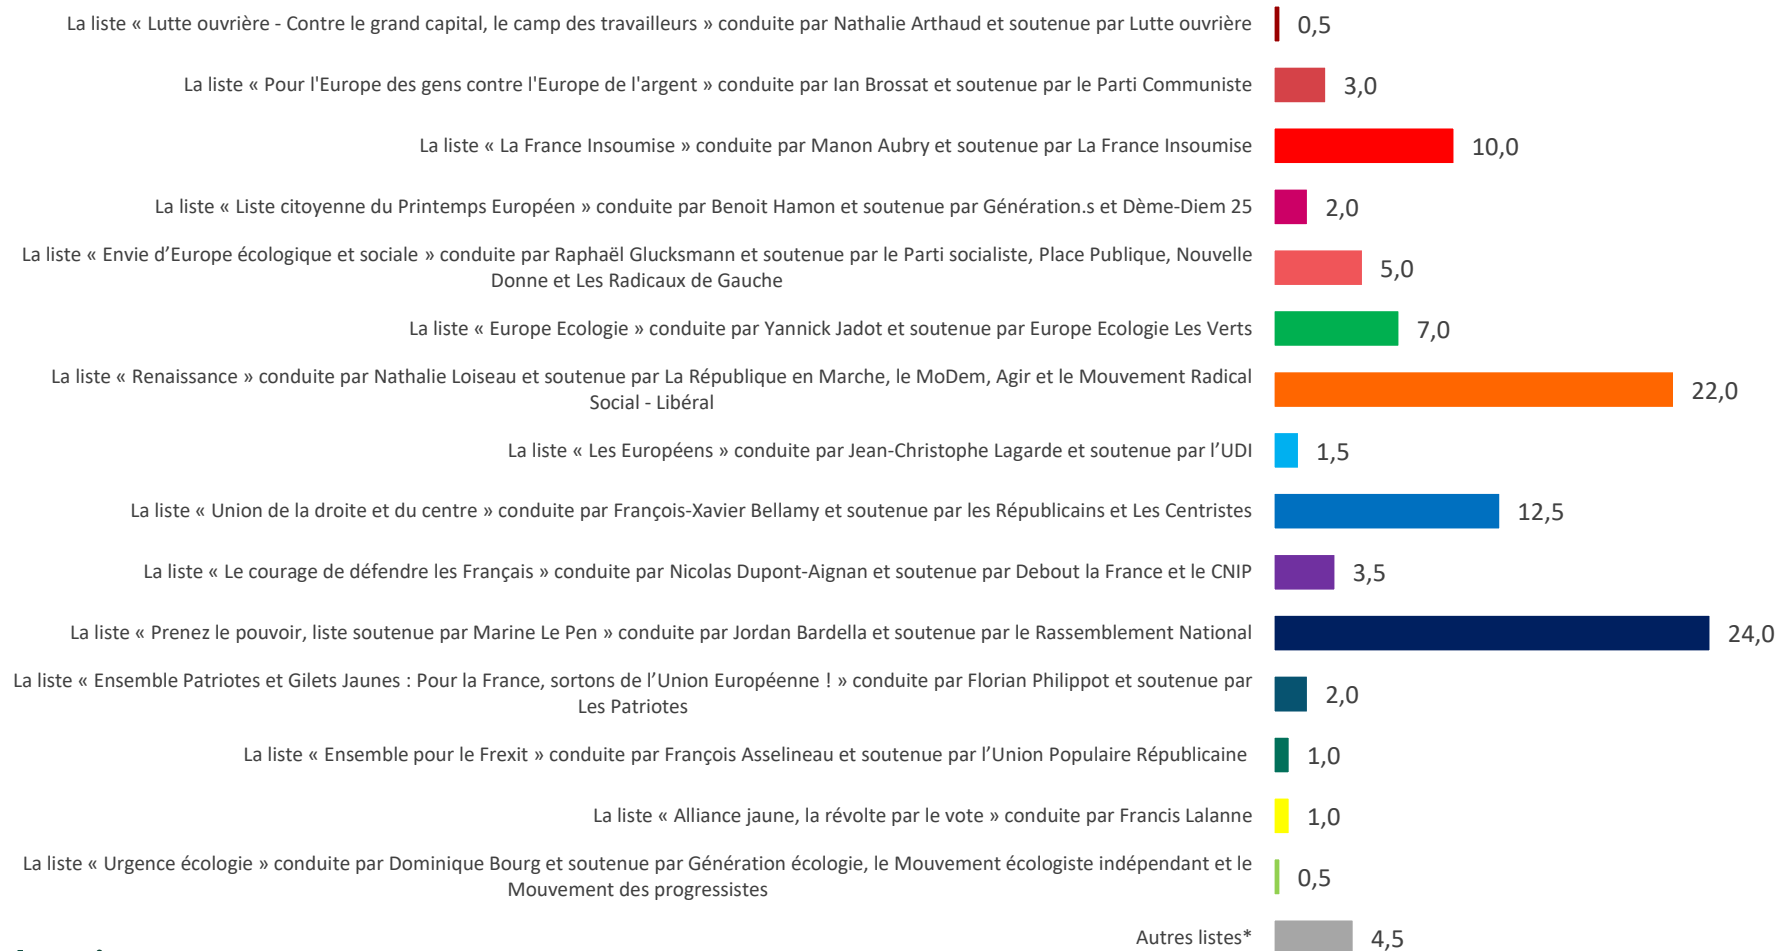 La liste « Lutte ouvrière - Contre le grand capital, le camp des travailleurs » conduite par Nathalie Arthaud et soutenue par Lutte ouvrière 0,5
La liste « Pour l'Europe des gens contre l'Europe de l'argent » conduite par Ian Brossat et soutenue par le Parti Communiste 3,0
La liste « La France Insoumise » conduite par Manon Aubry et soutenue par La France Insoumise 10,0
La liste « Liste citoyenne du Printemps Européen » conduite par Benoit Hamon et soutenue par Génération.s et Dème-Diem 25 2,0
La liste « Envie d’Europe écologique et sociale » conduite par Raphaël Glucksmann et soutenue par le Parti socialiste, Place Publique, Nouvelle
Donne et Les Radicaux de Gauche 5,0
La liste « Europe Ecologie » conduite par Yannick Jadot et soutenue par Europe Ecologie Les Verts 7,0
La liste « Renaissance » conduite par Nathalie Loiseau et soutenue par La République en Marche, le MoDem, Agir et le Mouvement Radical
Social - Libéral 22,0
La liste « Les Européens » conduite par Jean-Christophe Lagarde et soutenue par l’UDI 1,5
La liste « Union de la droite et du centre » conduite par François-Xavier Bellamy et soutenue par les Républicains et Les Centristes 12,5
La liste « Le courage de défendre les Français » conduite par Nicolas Dupont-Aignan et soutenue par Debout la France et le CNIP 3,5
La liste « Prenez le pouvoir, liste soutenue par Marine Le Pen » conduite par Jordan Bardella et soutenue par le Rassemblement National 24,0
La liste « Ensemble Patriotes et Gilets Jaunes : Pour la France, sortons de l’Union Européenne ! » conduite par Florian Philippot et soutenue par
Les Patriotes 2,0
La liste « Ensemble pour le Frexit » conduite par François Asselineau et soutenue par l’Union Populaire Républicaine 1,0
La liste « Alliance jaune, la révolte par le vote » conduite par Francis Lalanne 1,0
La liste « Urgence écologie » conduite par Dominique Bourg et soutenue par Génération écologie, le Mouvement écologiste indépendant et le
Mouvement des progressistes 0,5
Autres listes* 4,5